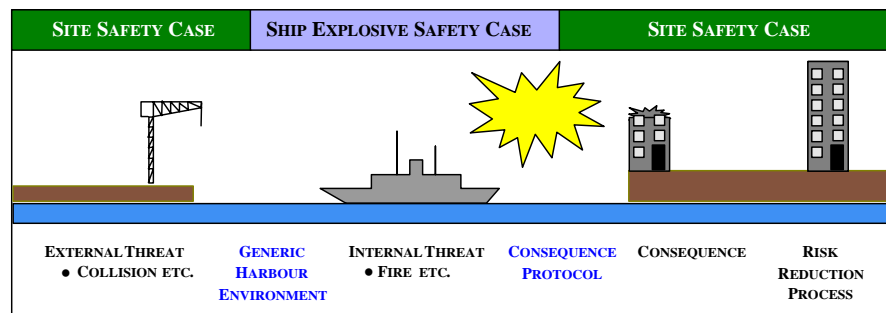 SITE SAFETY CASE
SHIP EXPLOSIVE SAFETY CASE
SITE SAFETY CASE
EXTERNAL THREAT
• COLLISION ETC.
GENERIC
HARBOUR
ENVIRONMENT
INTERNAL THREAT
• FIRE ETC.
CONSEQUENCE
PROTOCOL
CONSEQUENCE
RISK
REDUCTION
PROCESS